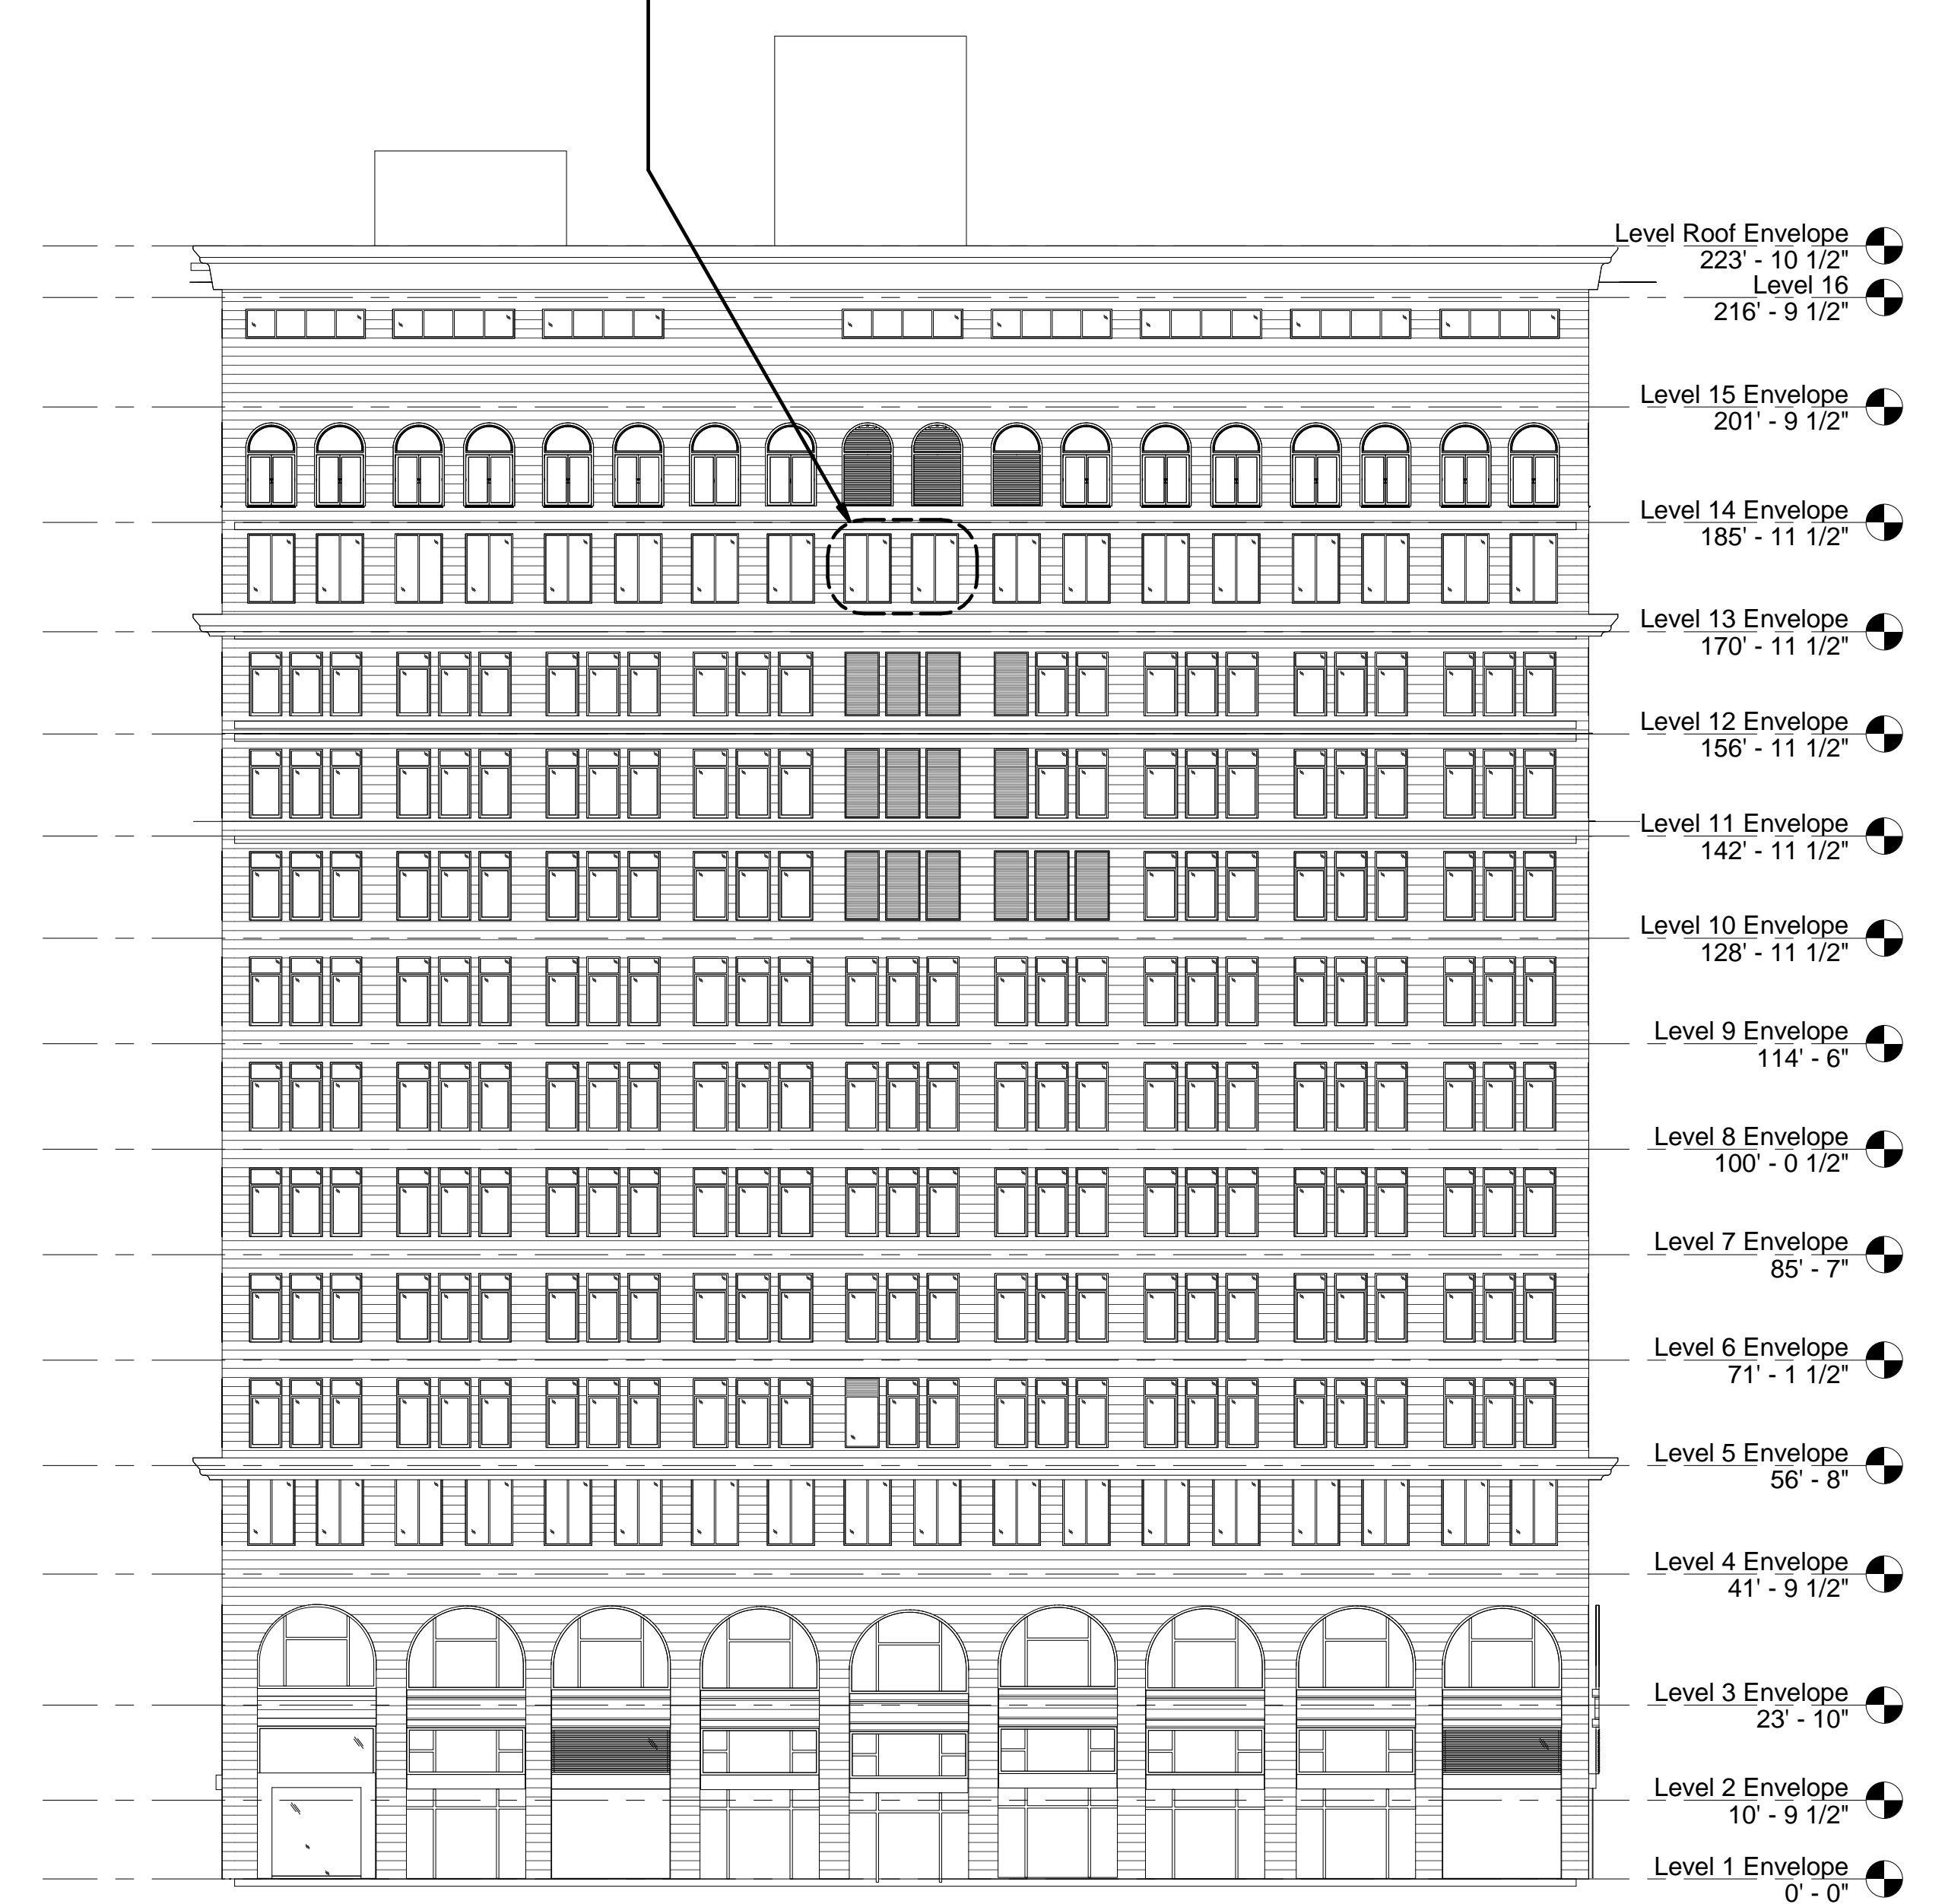 Level Roof Envelope
223' - 10 1/2"
Level 16
216' - 9 1/2"
Level 15 Envelope
201' - 9 1/2"
Level 14 Envelope
185' - 11 1/2"
Level 13 Envelope
170' - 11 1/2"
Level 12 Envelope
156' - 11 1/2"
Level 11 Envelope
142' - 11 1/2"
Level 10 Envelope
128' - 11 1/2"
Level 9 Envelope
114' - 6"
Level 8 Envelope
100' - 0 1/2"
Level 7 Envelope
85' - 7"
Level 6 Envelope
71' - 1 1/2"
Level 5 Envelope
56' - 8"
Level 4 Envelope
41' - 9 1/2"
Level 3 Envelope
23' - 10"
Level 2 Envelope
10' - 9 1/2"
Level 1 Envelope
0' - 0"